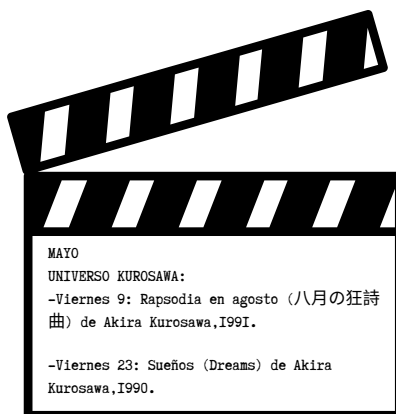 MAYO
UNIVERSO KUROSAWA:
-Viernes 9: Rapsodia en agosto (八月の狂詩
曲) de Akira Kurosawa,I99I.
-Viernes 23: Sueños (Dreams) de Akira
Kurosawa,I990.